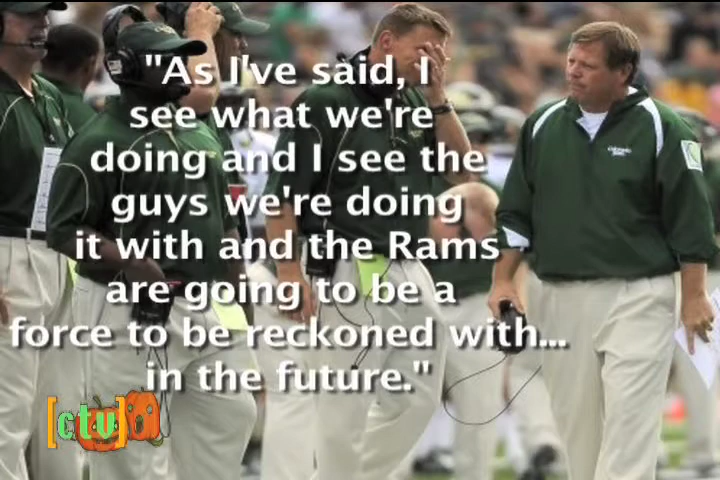 "As I've said, I
see what we're
doing and I see the
guys we're doing
it with and the Rams
are going to be a
force to be reckoned with...
in the future."
[ctv]